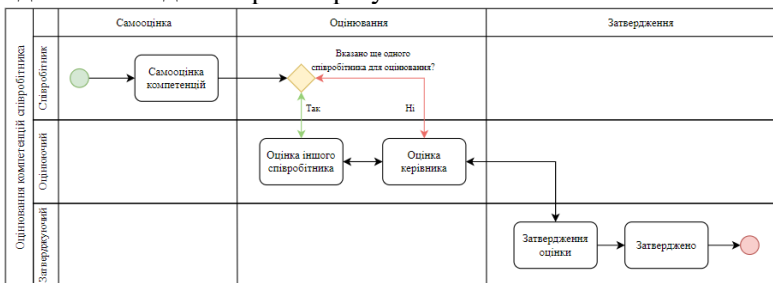 Самооцінка
Оцінювання
Затвердження
Оцінювання компетенцій співробітника
Співробітник
Самооцінка
компетенцій
Вказано ще одного
співробітника для оцінювання?
Так
Ні
Оцінюючий
Оцінка іншого
співробітника
Оцінка
керівника
Затверджуючий
Затвердження
оцінки
Затверджено